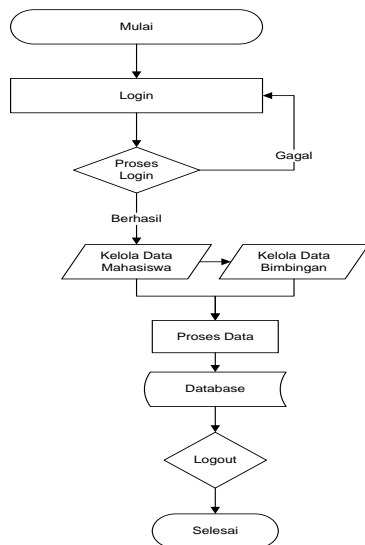 Mulai
Login
Proses
Login
Gagal
Berhasil
Kelola Data
Mahasiswa
Kelola Data
Bimbingan
Proses Data
Database
Logout
Selesai